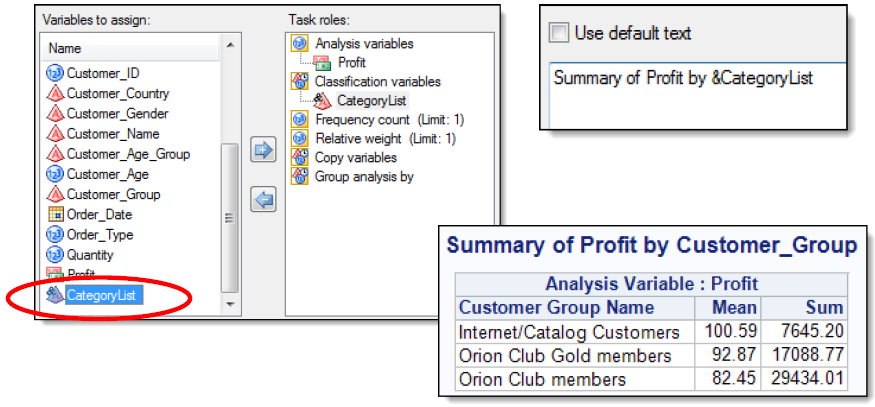 Variables to assign:
Name
Customer_ID
Customer_Country
Customer_Gender
Customer_Name
Customer_Age_Group
Customer_Age
Customer_Group
Order_Date
Order_Type
Quantity
Profit
CategoryList
Task roles:
Analysis variables
Profit
Classification variables
CategoryList
Frequency count (Limit: 1)
Relative weight (Limit: 1)
Copy variables
Group analysis by
Use default text
Summary of Profit by &CategoryList
Summary of Profit by Customer_Group
Analysis Variable : Profit
Customer Group Name Mean Sum
Internet/Catalog Customers 100.59 7645.20
Orion Club Gold members 92.87 17088.77
Orion Club members 82.45 29434.01